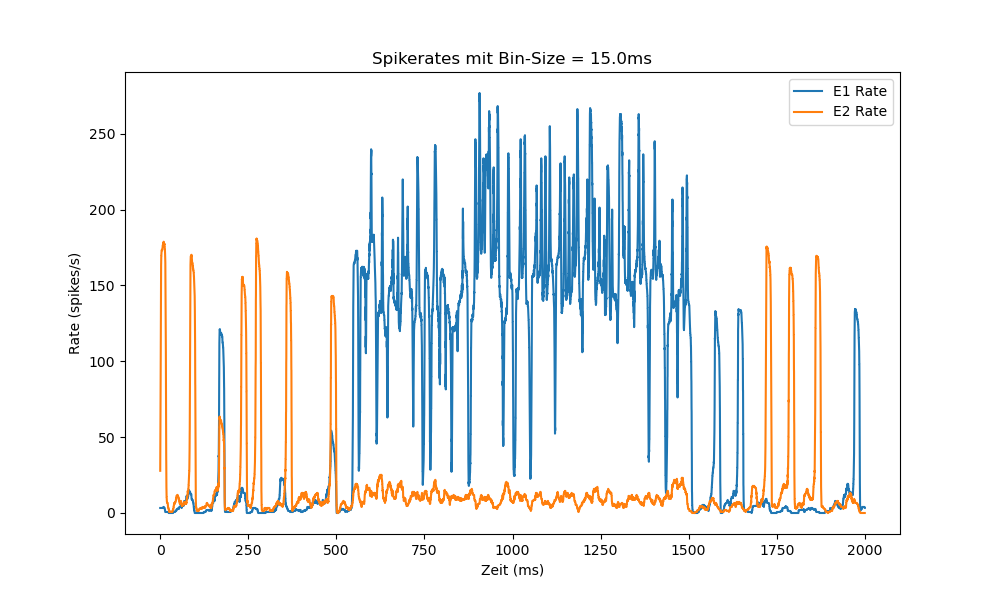 Spikerates mit Bin-Size = 15.0ms
E1 Rate
E2 Rate
Rate (spikes/s)
250
200
150
100
50
0
0 250 500 750 1000 1250 1500 1750 2000
Zeit (ms)